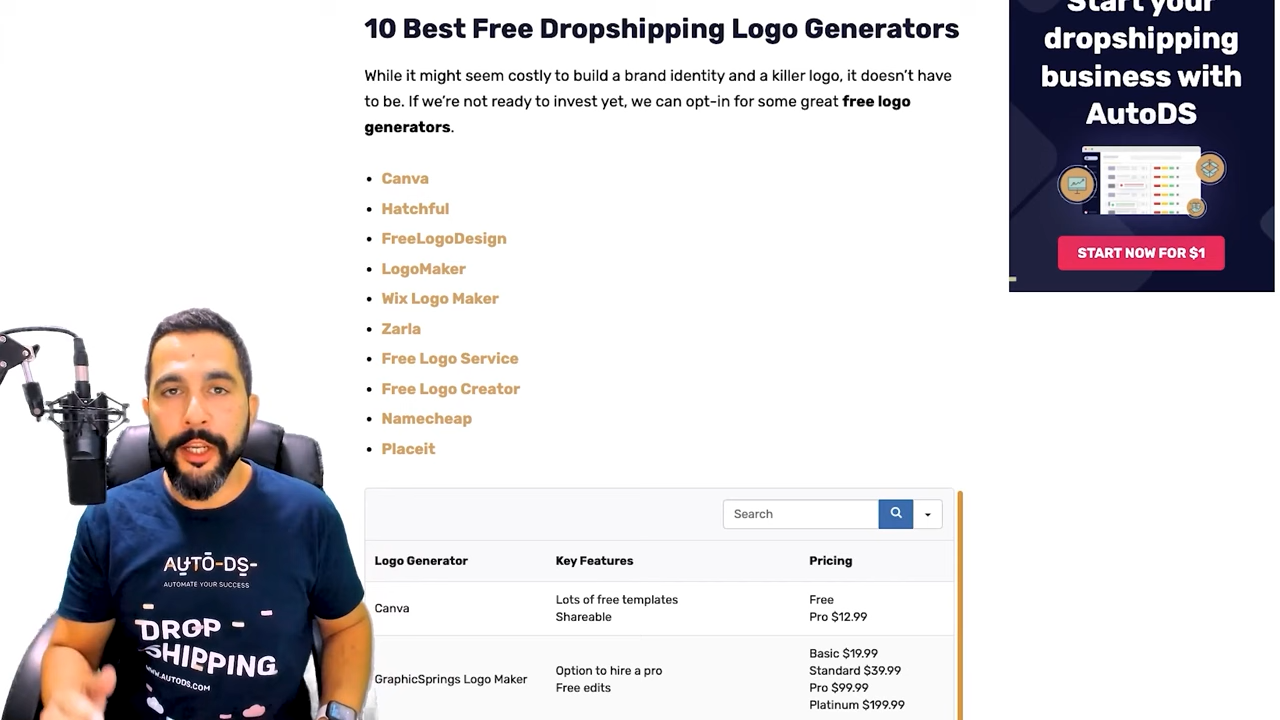 10 Best Free Dropshipping Logo Generators
While it might seem costly to build a brand identity and a killer logo, it doesn't have
to be. If we're not ready to invest yet, we can opt-in for some great free logo
generators.
• Canva
• Hatchful
• FreeLogoDesign
• LogoMaker
• Wix Logo Maker
• Zarla
• Free Logo Service
• Free Logo Creator
• Namecheap
• Placeit
Search
Logo Generator Key Features Pricing
Canva
Lots of free templates
Shareable
Free
Pro $12.99
GraphicSprings Logo Maker
Option to hire a pro
Free edits
Basic $19.99
Standard $39.99
Pro $99.99
Platinum $199.99
Start your
dropshipping
business with
AutoDS
START NOW FOR $1
AUTO-DS-
AUTOMATE YOUR SUCCESS
DROP
SHIPPING
WWW.AUTODS.COM